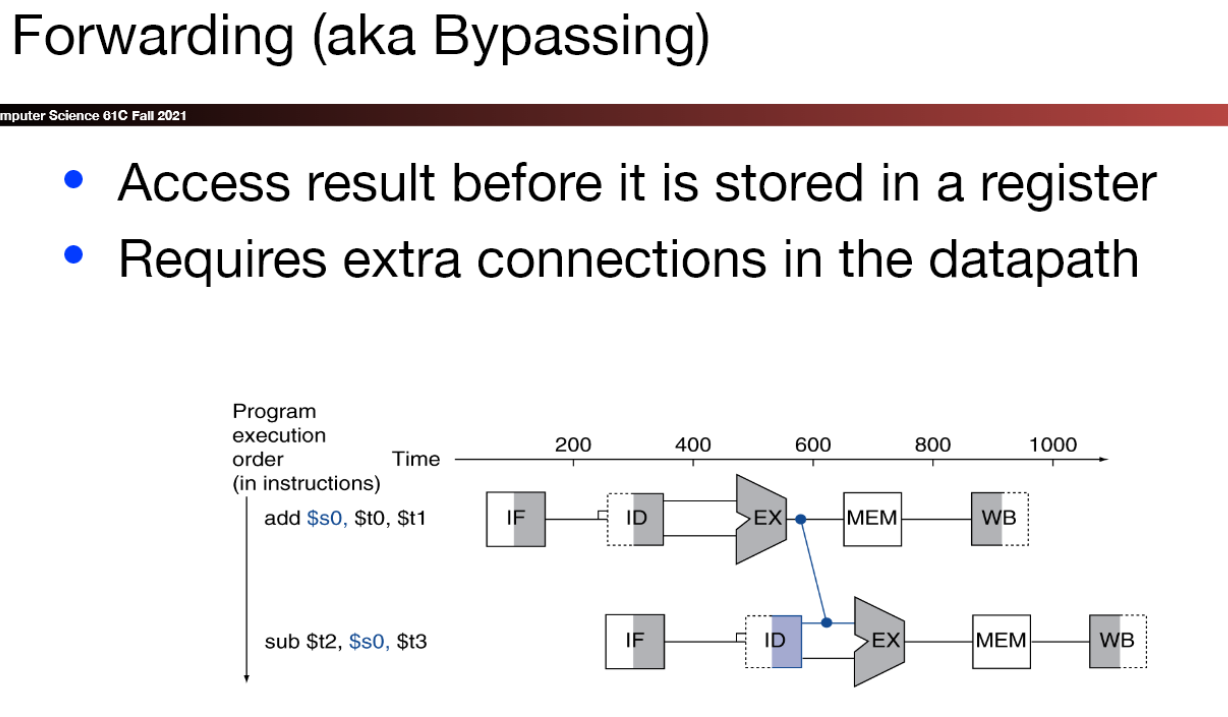 Forwarding (aka Bypassing)
mputer Science 61C Fall 2021
Access result before it is stored in a register
Requires extra connections in the datapath
Program
execution
order
(in instructions)
Time
200 400 600 800 1000
add $s0, $t0, $t1
IF ID EX MEM WB
sub $t2, $s0, $t3
IF ID EX MEM WB